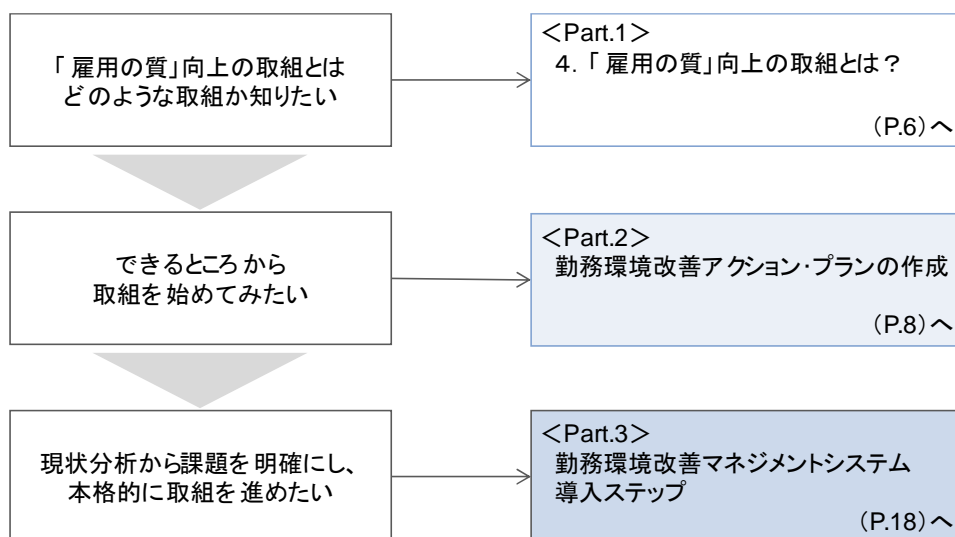 「雇用の質」向上の取組とは
どのような取組か知りたい
＜Part.1＞
４．「雇用の質」向上の取組とは？
（P.6）へ
できるところから
取組を始めてみたい
＜Part.2＞
勤務環境改善アクション・プランの作成
（P.8）へ
現状分析から課題を明確にし、
本格的に取組を進めたい
＜Part.3＞
勤務環境改善マネジメントシステム
導入ステップ
（P.18）へ